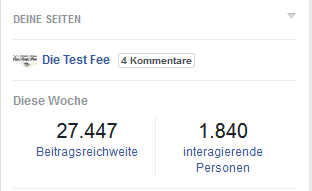 DEINE SEITEN
Die Test Fee 4 Kommentare
Diese Woche
27.447 1.840
Beitragsreichweite interagierende
Personen